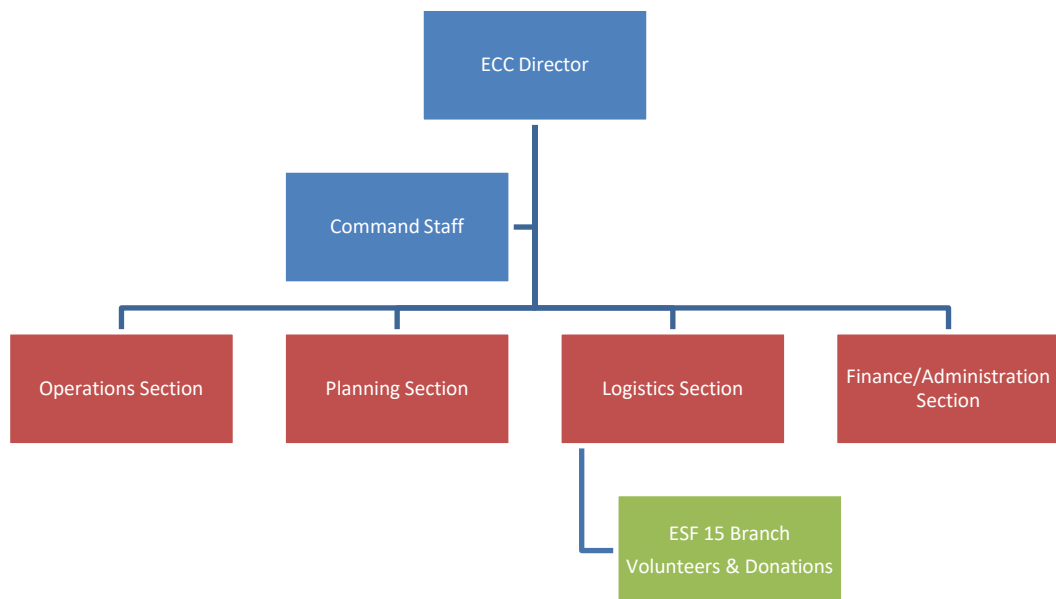 ECC Director
Command Staff
Operations Section
Planning Section
Logistics Section
Finance/Administration
Section
ESF 15 Branch
Volunteers & Donations